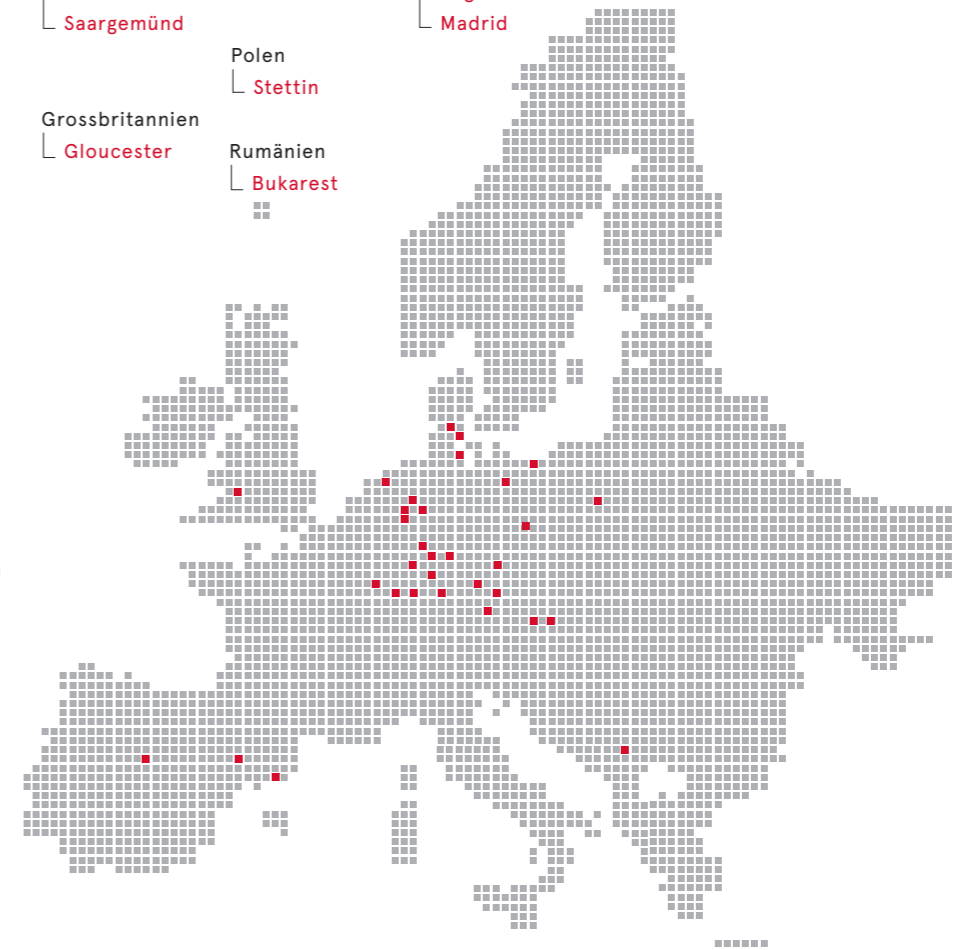 Saargemünd
Madrid
Polen
Stettin
Grossbritannien
Gloucester
Rumänien
Bukarest